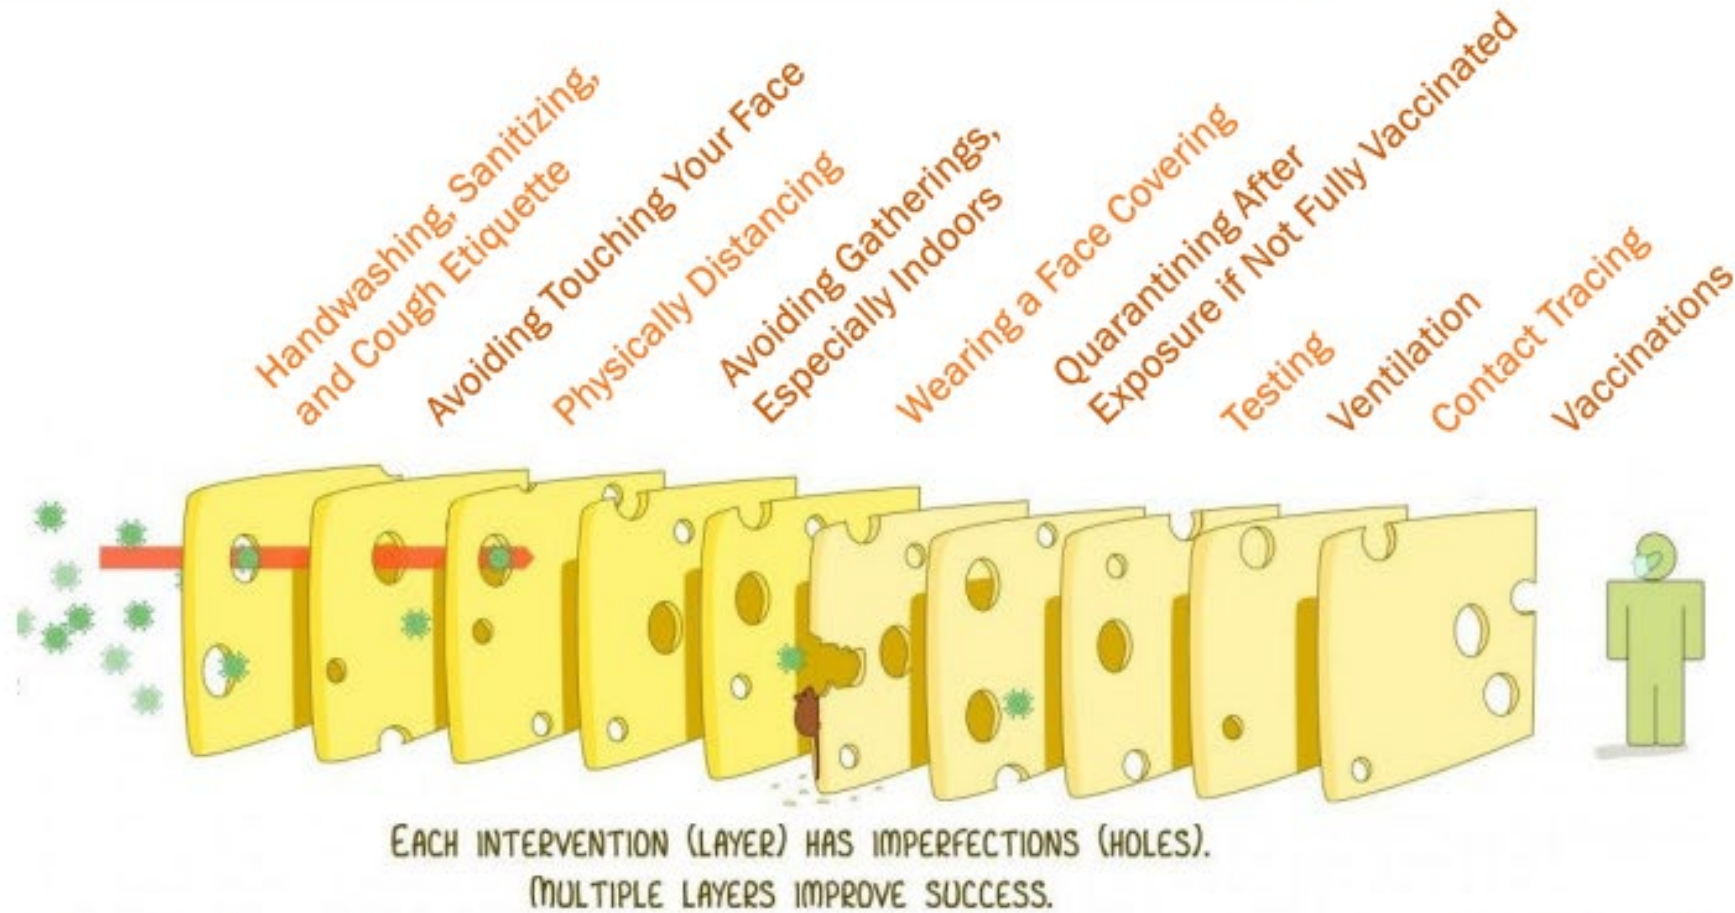 Handwashing, Sanitizing,
and Cough Etiquette
Avoiding Touching Your Face
Physically Distancing
Avoiding Gatherings,
Especially Indoors
Wearing a Face Covering
Quarantining After
Exposure if Not Fully Vaccinated
Testing
Ventilation
Contact Tracing
Vaccinations
EACH INTERVENTION (LAYER) HAS IMPERFECTIONS (HOLES).
MULTIPLE LAYERS IMPROVE SUCCESS.